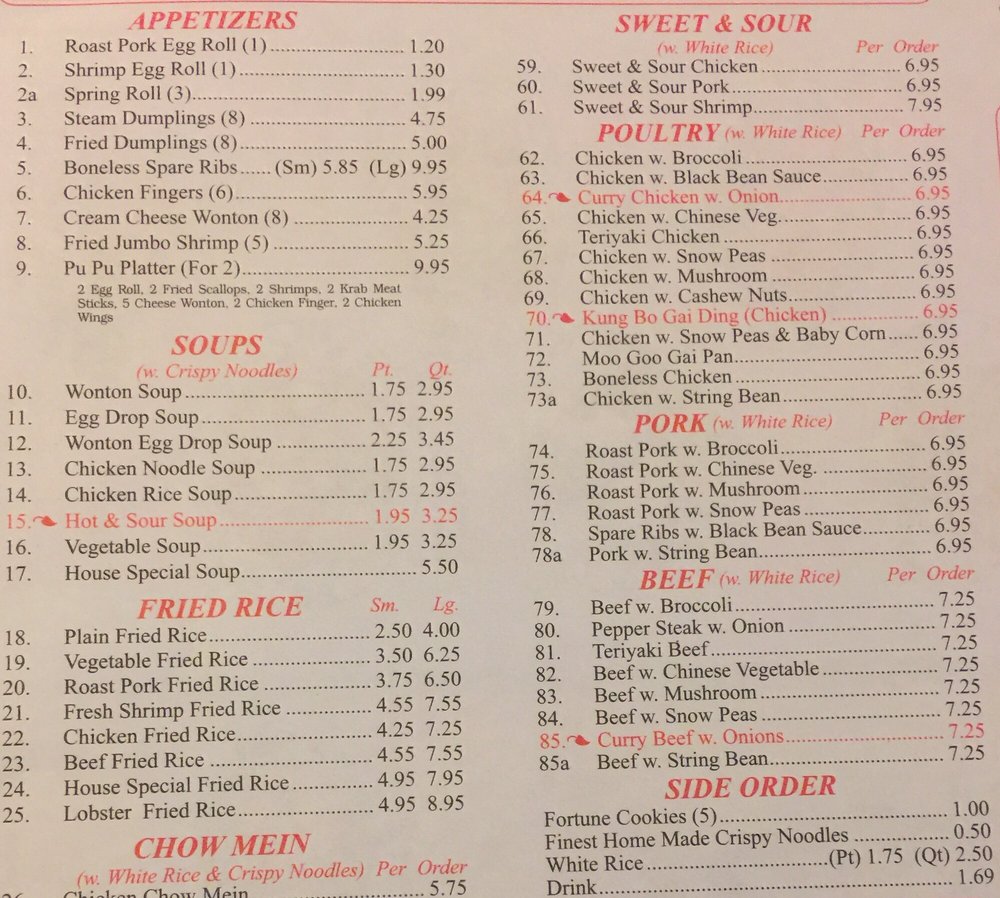 APPETIZERS
1. Roast Pork Egg Roll (1) 1.20
2. Shrimp Egg Roll (1) 1.30
2a Spring Roll (3) 1.99
3. Steam Dumplings (8) 4.75
4. Fried Dumplings (8) 5.00
5. Boneless Spare Ribs (Sm) 5.85 (Lg) 9.95
6. Chicken Fingers (6) 5.95
7. Cream Cheese Wonton (8) 4.25
8. Fried Jumbo Shrimp (5) 5.25
9. Pu Pu Platter (For 2) 9.95
2 Egg Roll, 2 Fried Scallops, 2 Shrimps, 2 Krab Meat
Sticks, 5 Cheese Wonton, 2 Chicken Finger, 2 Chicken
Wings
SOUPS
(w. Crispy Noodles) Pt. Qt.
10. Wonton Soup 1.75 2.95
11. Egg Drop Soup 1.75 2.95
12. Wonton Egg Drop Soup 2.25 3.45
13. Chicken Noodle Soup 1.75 2.95
14. Chicken Rice Soup 1.75 2.95
15. Hot & Sour Soup 1.95 3.25
16. Vegetable Soup 1.95 3.25
17. House Special Soup 5.50
FRIED RICE Sm. Lg.
18. Plain Fried Rice 2.50 4.00
19. Vegetable Fried Rice 3.50 6.25
20. Roast Pork Fried Rice 3.75 6.50
21. Fresh Shrimp Fried Rice 4.55 7.55
22. Chicken Fried Rice 4.25 7.25
23. Beef Fried Rice 4.55 7.55
24. House Special Fried Rice 4.95 7.95
25. Lobster Fried Rice 4.95 8.95
CHOW MEIN
(w. White Rice & Crispy Noodles) Per Order
26. Chicken Chow Mein 5.75
SWEET & SOUR
(w. White Rice) Per Order
59. Sweet & Sour Chicken 6.95
60. Sweet & Sour Pork 6.95
61. Sweet & Sour Shrimp 7.95
POULTRY (w. White Rice) Per Order
62. Chicken w. Broccoli 6.95
63. Chicken w. Black Bean Sauce 6.95
64. Curry Chicken w. Onion 6.95
65. Chicken w. Chinese Veg. 6.95
66. Teriyaki Chicken 6.95
67. Chicken w. Snow Peas 6.95
68. Chicken w. Mushroom 6.95
69. Chicken w. Cashew Nuts 6.95
70. Kung Bo Gai Ding (Chicken) 6.95
71. Chicken w. Snow Peas & Baby Corn 6.95
72. Moo Goo Gai Pan 6.95
73. Boneless Chicken 6.95
73a Chicken w. String Bean 6.95
PORK (w. White Rice) Per Order
74. Roast Pork w. Broccoli 6.95
75. Roast Pork w. Chinese Veg. 6.95
76. Roast Pork w. Mushroom 6.95
77. Roast Pork w. Snow Peas 6.95
78. Spare Ribs w. Black Bean Sauce 6.95
78a Pork w. String Bean 6.95
BEEF (w. White Rice) Per Order
79. Beef w. Broccoli 7.25
80. Pepper Steak w. Onion 7.25
81. Teriyaki Beef 7.25
82. Beef w. Chinese Vegetable 7.25
83. Beef w. Mushroom 7.25
84. Beef w. Snow Peas 7.25
85. Curry Beef w. Onions 7.25
85a Beef w. String Bean 7.25
SIDE ORDER
Fortune Cookies (5) 1.00
Finest Home Made Crispy Noodles 0.50
White Rice (Pt) 1.75 (Qt) 2.50
Drink 1.69